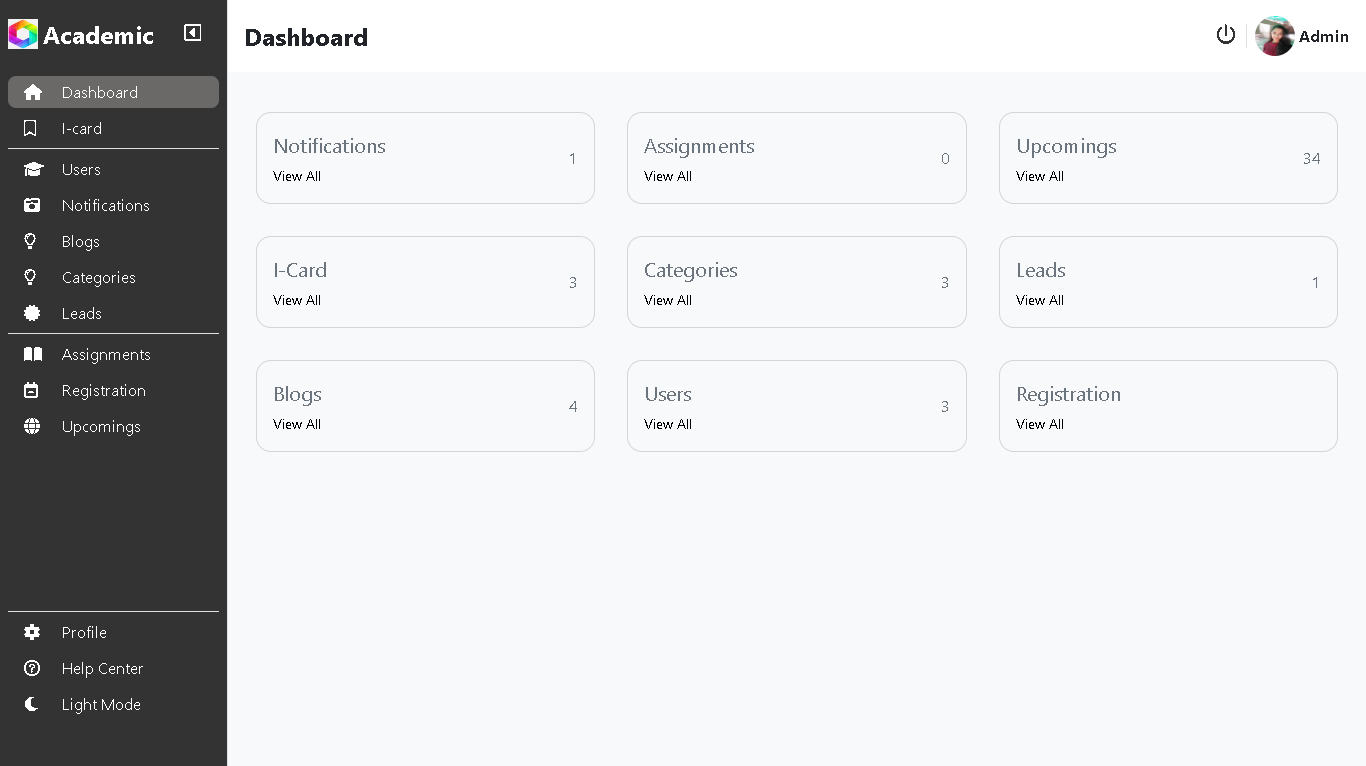 Academic
Dashboard
I-card
Users
Notifications
Blogs
Categories
Leads
Assignments
Registration
Upcomings
Profile
Help Center
Light Mode
Dashboard
Admin
Notifications
1
View All
Assignments
0
View All
Upcomings
34
View All
I-Card
3
View All
Categories
3
View All
Leads
1
View All
Blogs
4
View All
Users
3
View All
Registration
View All